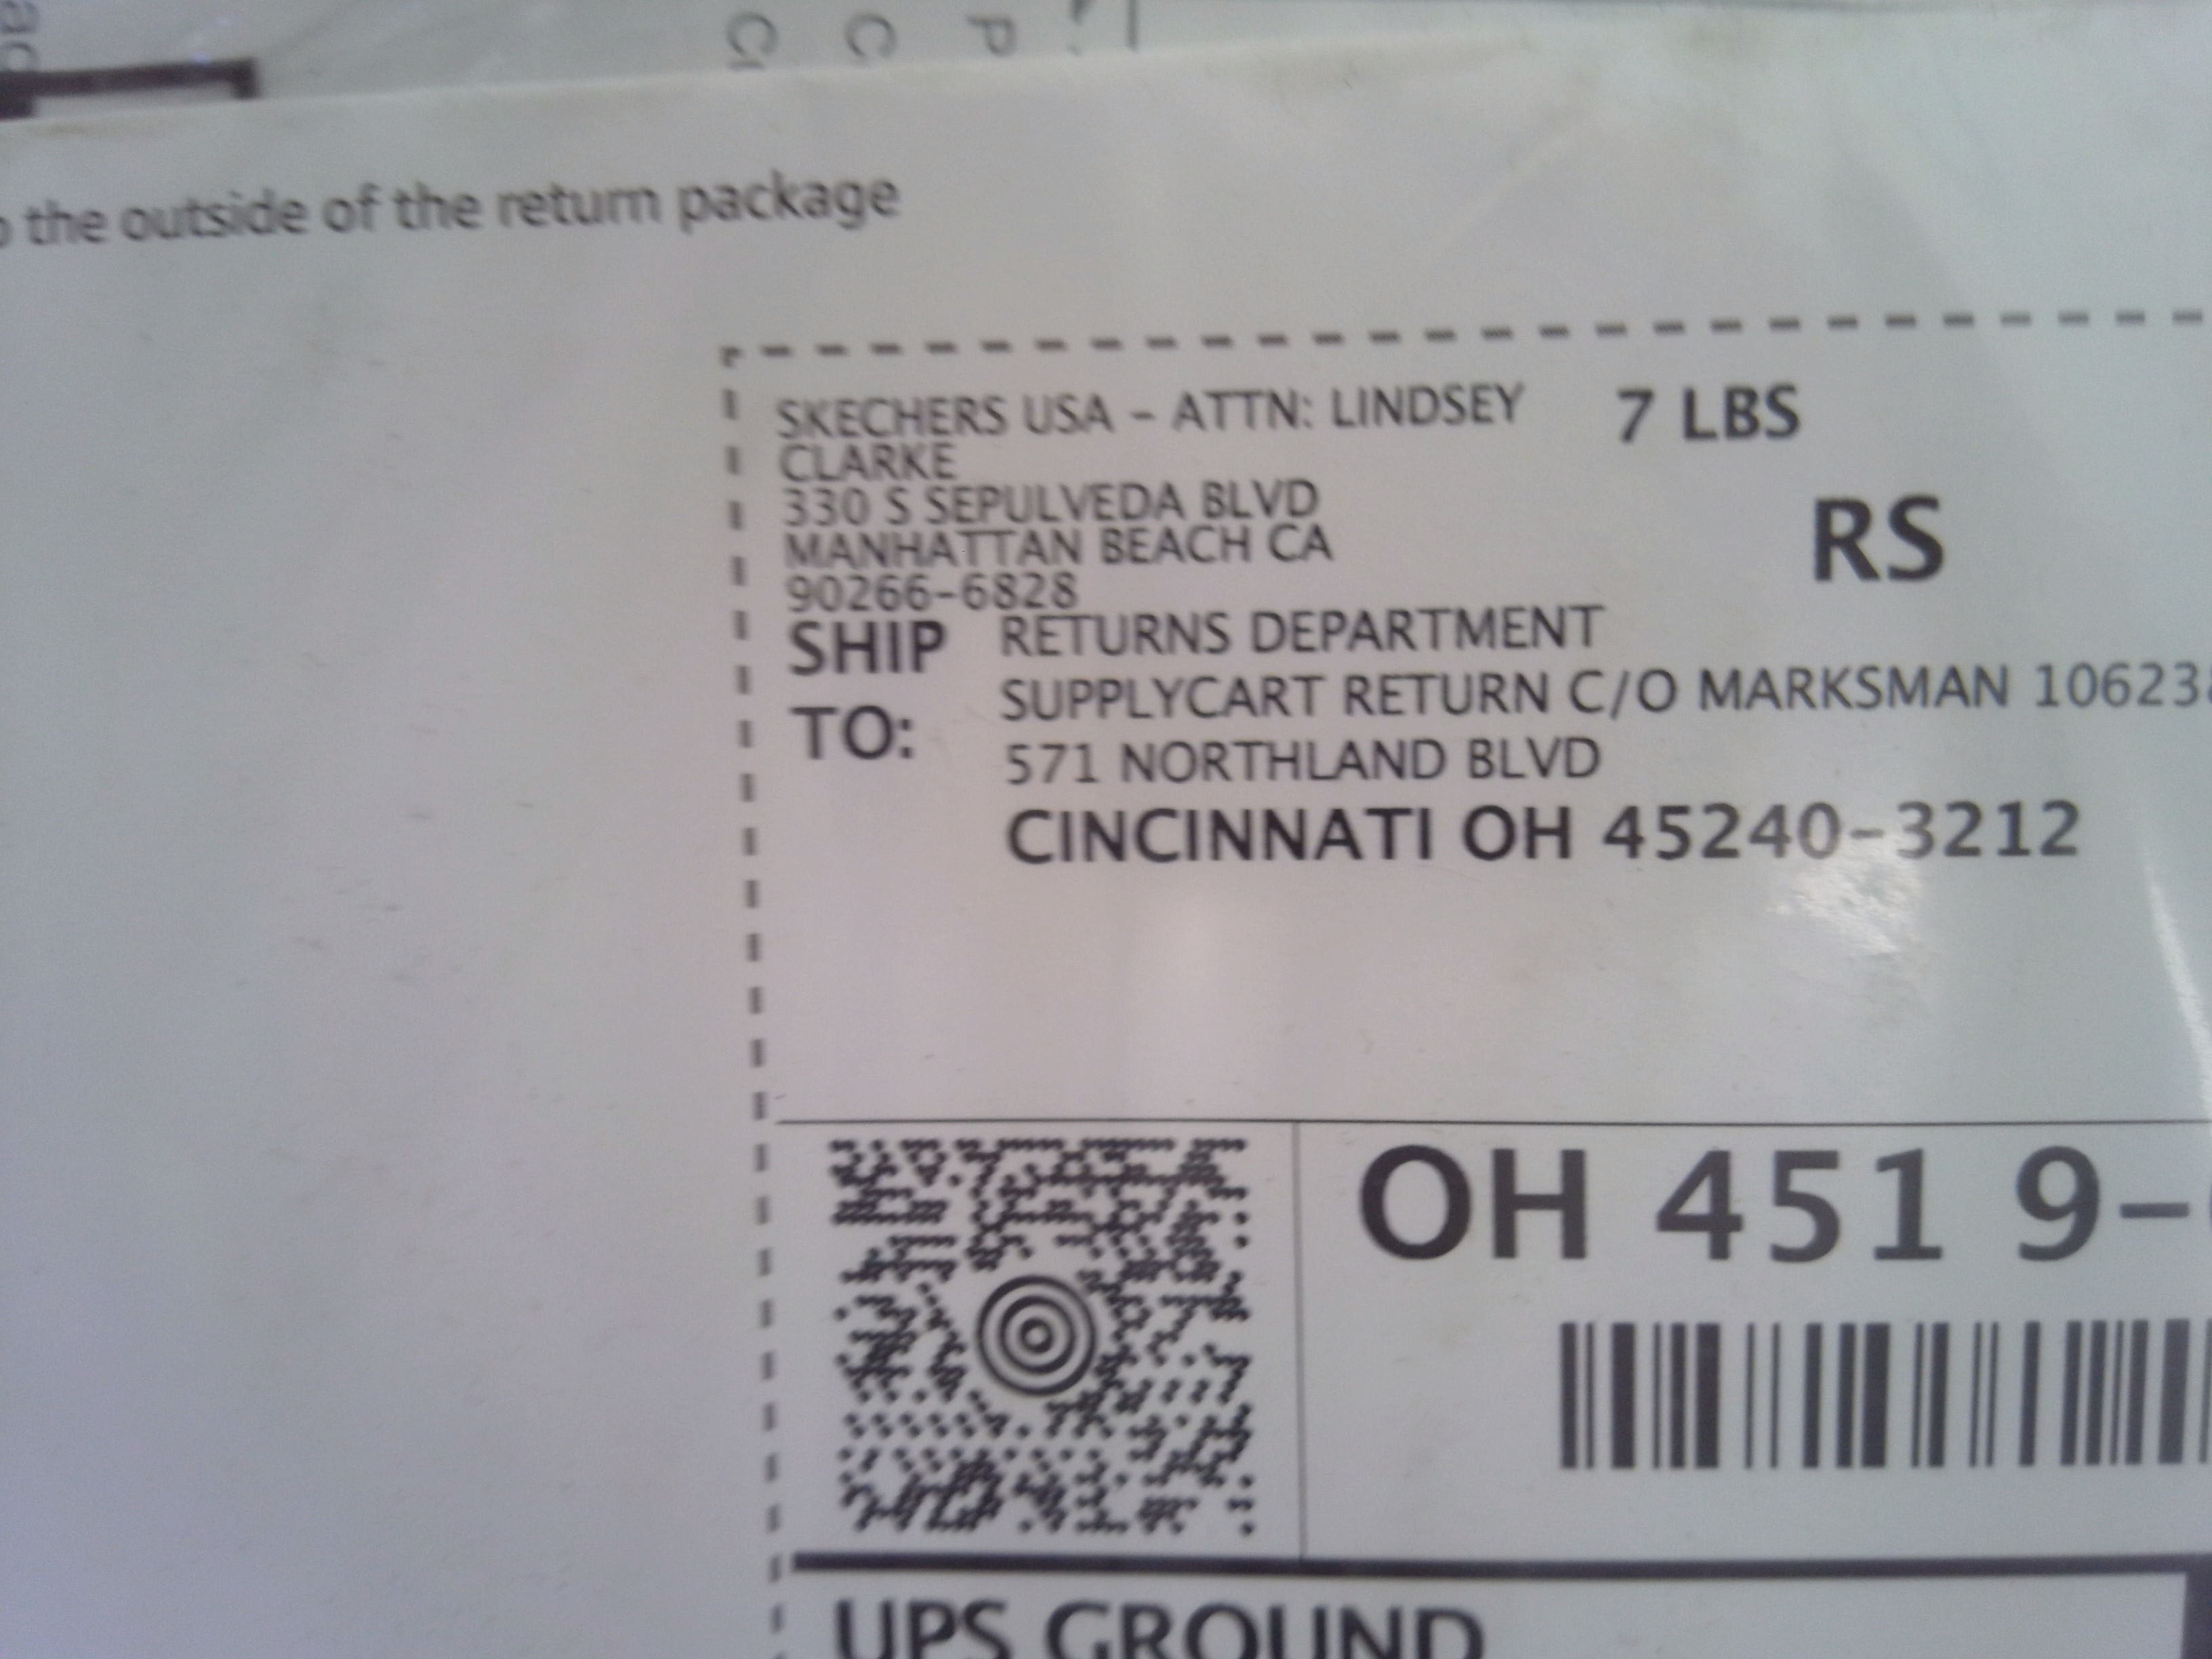 the outside of the return package
SKECHERS USA – ATTN: LINDSEY 7 LBS
CLARKE
330 S SEPULVEDA BLVD
MANHATTAN BEACH CA
90266–6828
RS
SHIP TO:
RETURNS DEPARTMENT
SUPPLYCART RETURN C/O MARKSMAN 10623
571 NORTHLAND BLVD
CINCINNATI OH 45240–3212
OH 451 9–
UPS GROUND